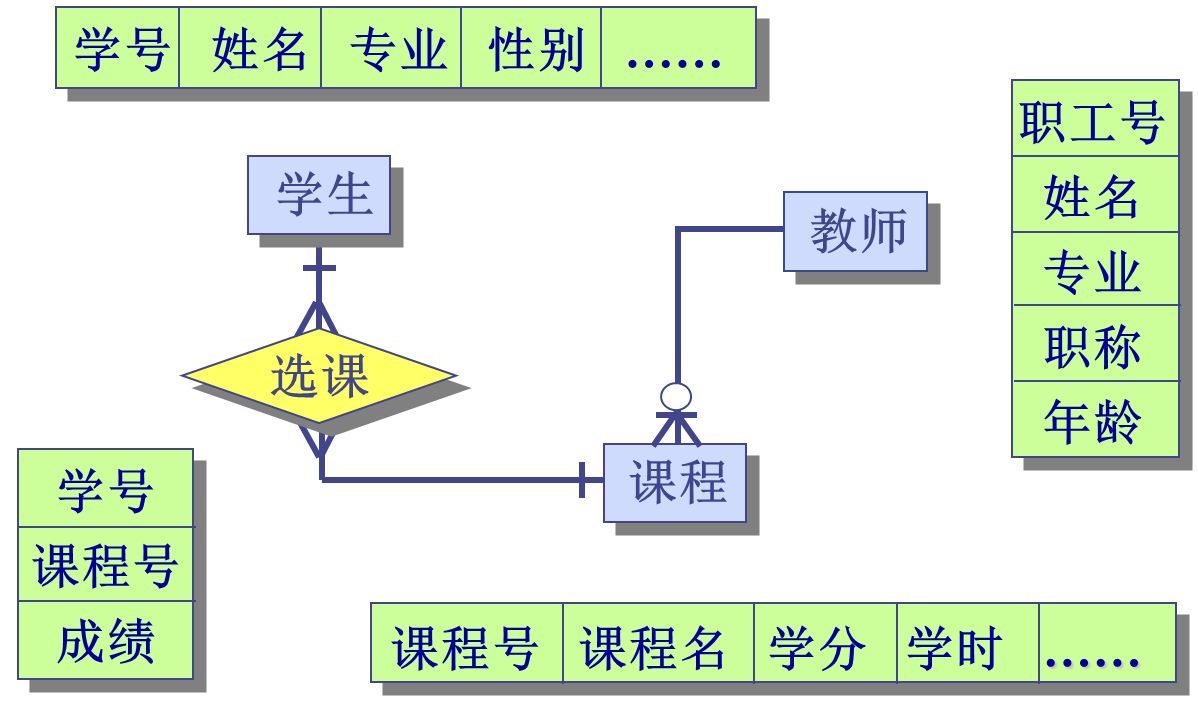 学号 姓名 专业 性别 ……
学生
教师
选课
课程
职工号
姓名
专业
职称
年龄
学号
课程号
成绩
课程号 课程名 学分 学时 ……